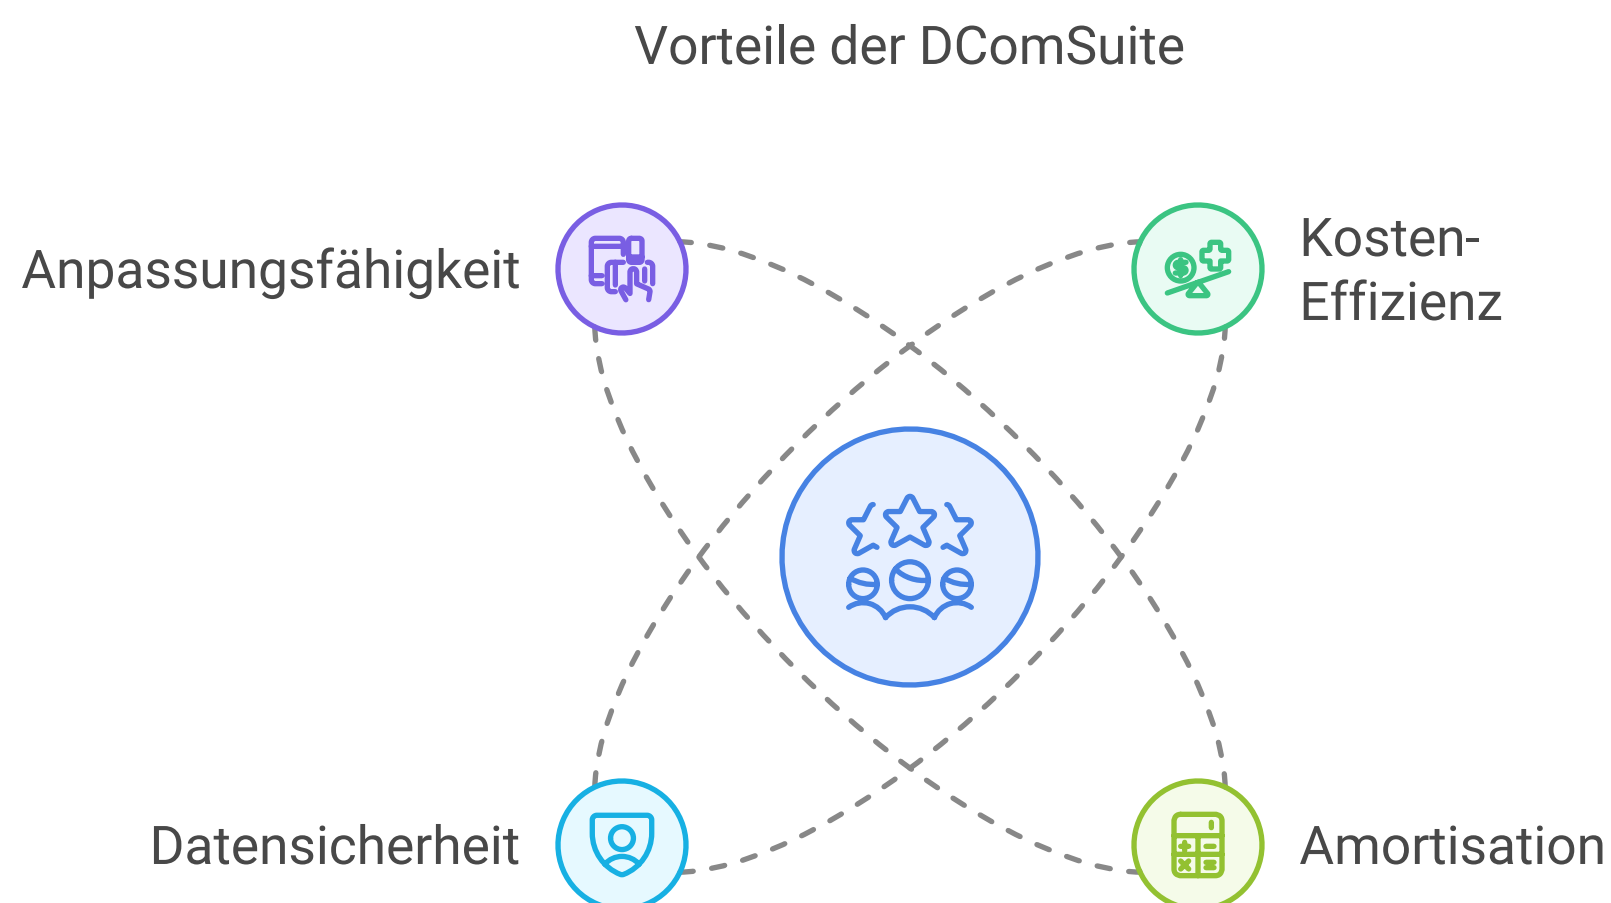 Vorteile der DComSuite
Anpassungsfähigkeit
Kosten-
Effizienz
Datensicherheit
Amortisation